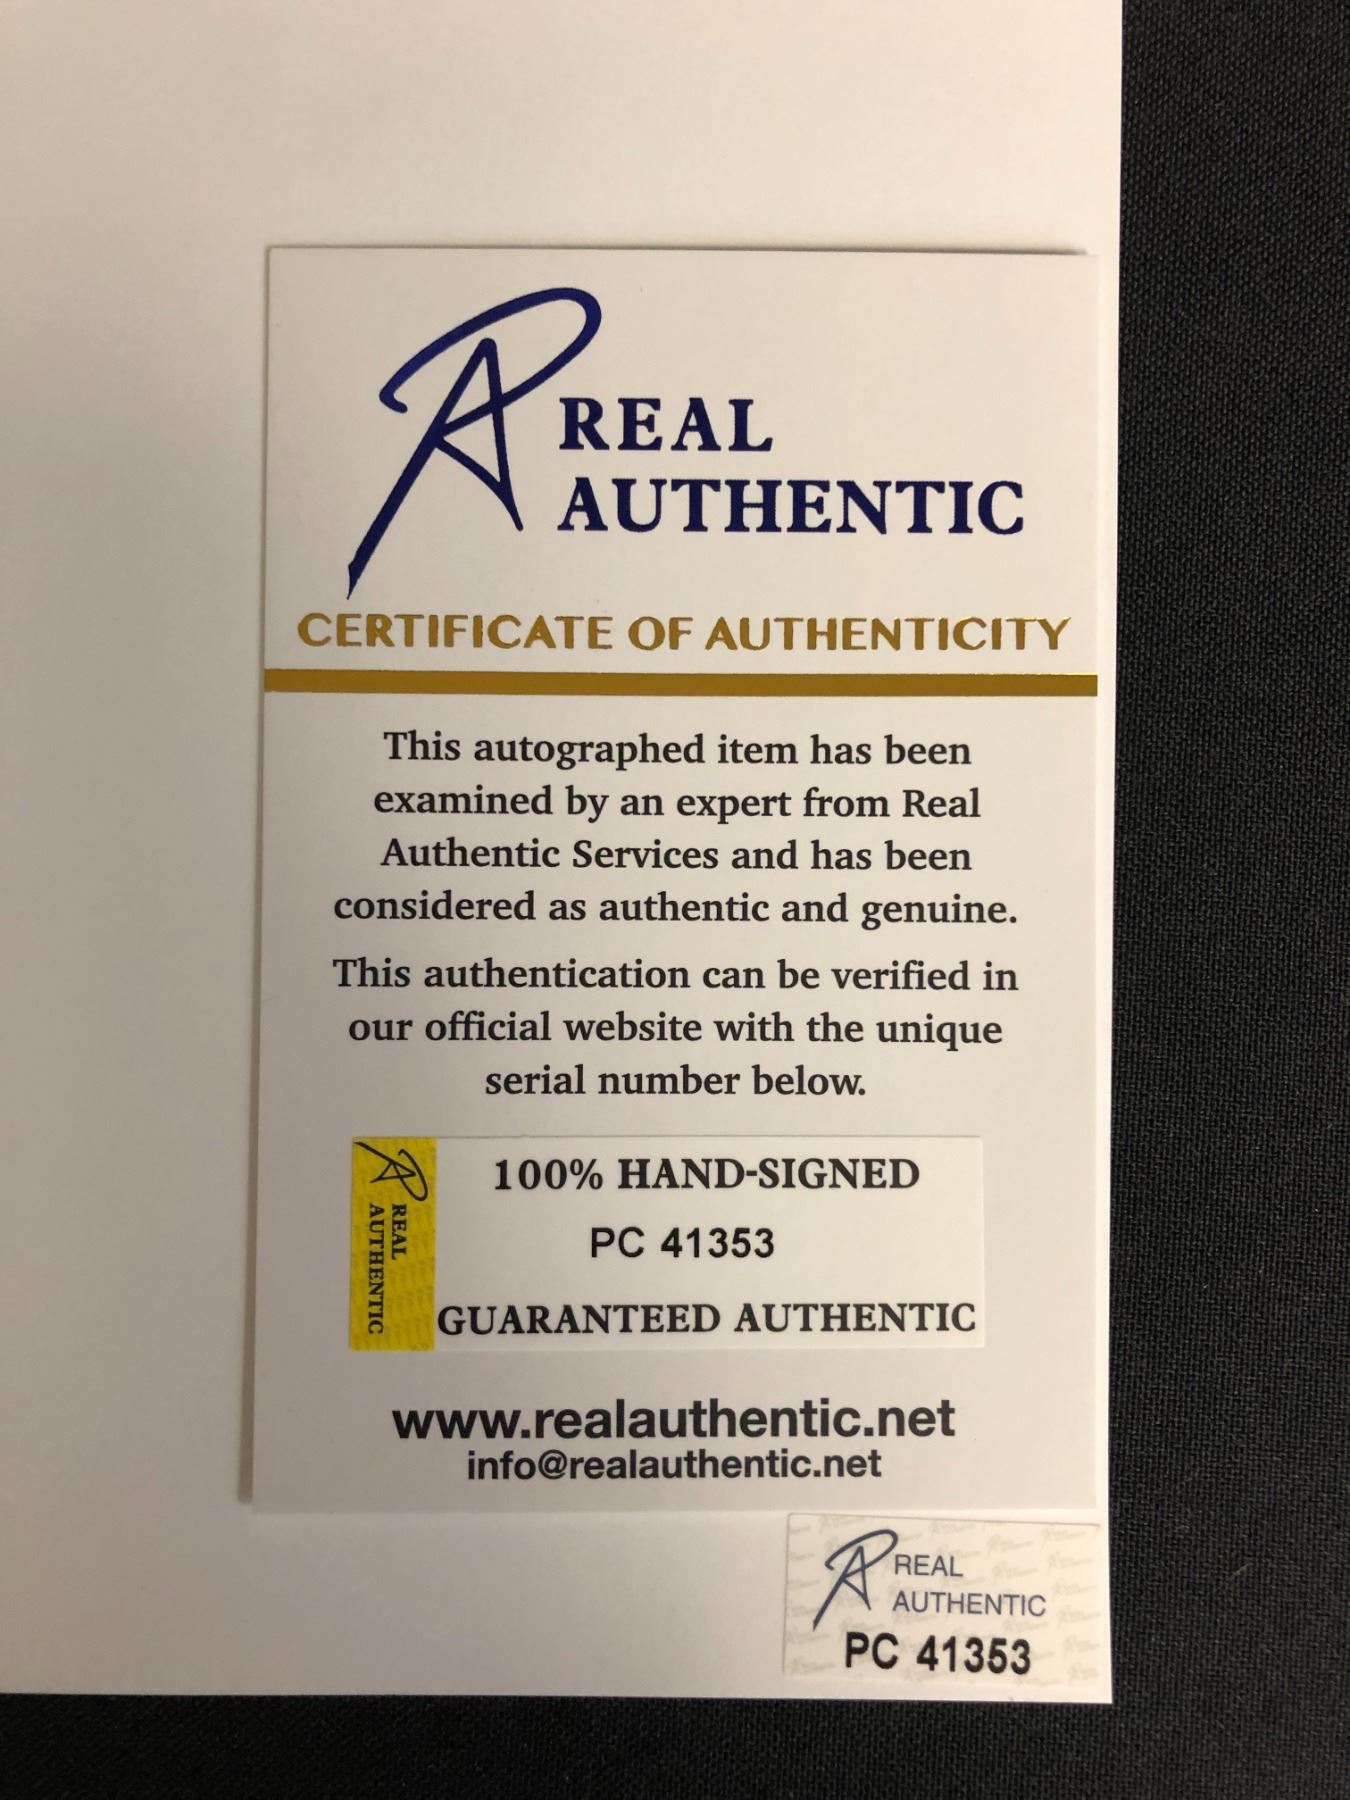 REAL
AUTHENTIC
CERTIFICATE OF AUTHENTICITY
This autographed item has been
examined by an expert from Real
Authentic Services and has been
considered as authentic and genuine.
This authentication can be verified in
our official website with the unique
serial number below.
REAL
AUTHENTIC
100% HAND-SIGNED
PC 41353
GUARANTEED AUTHENTIC
www.realauthentic.net
info@realauthentic.net
REAL
AUTHENTIC
PC 41353